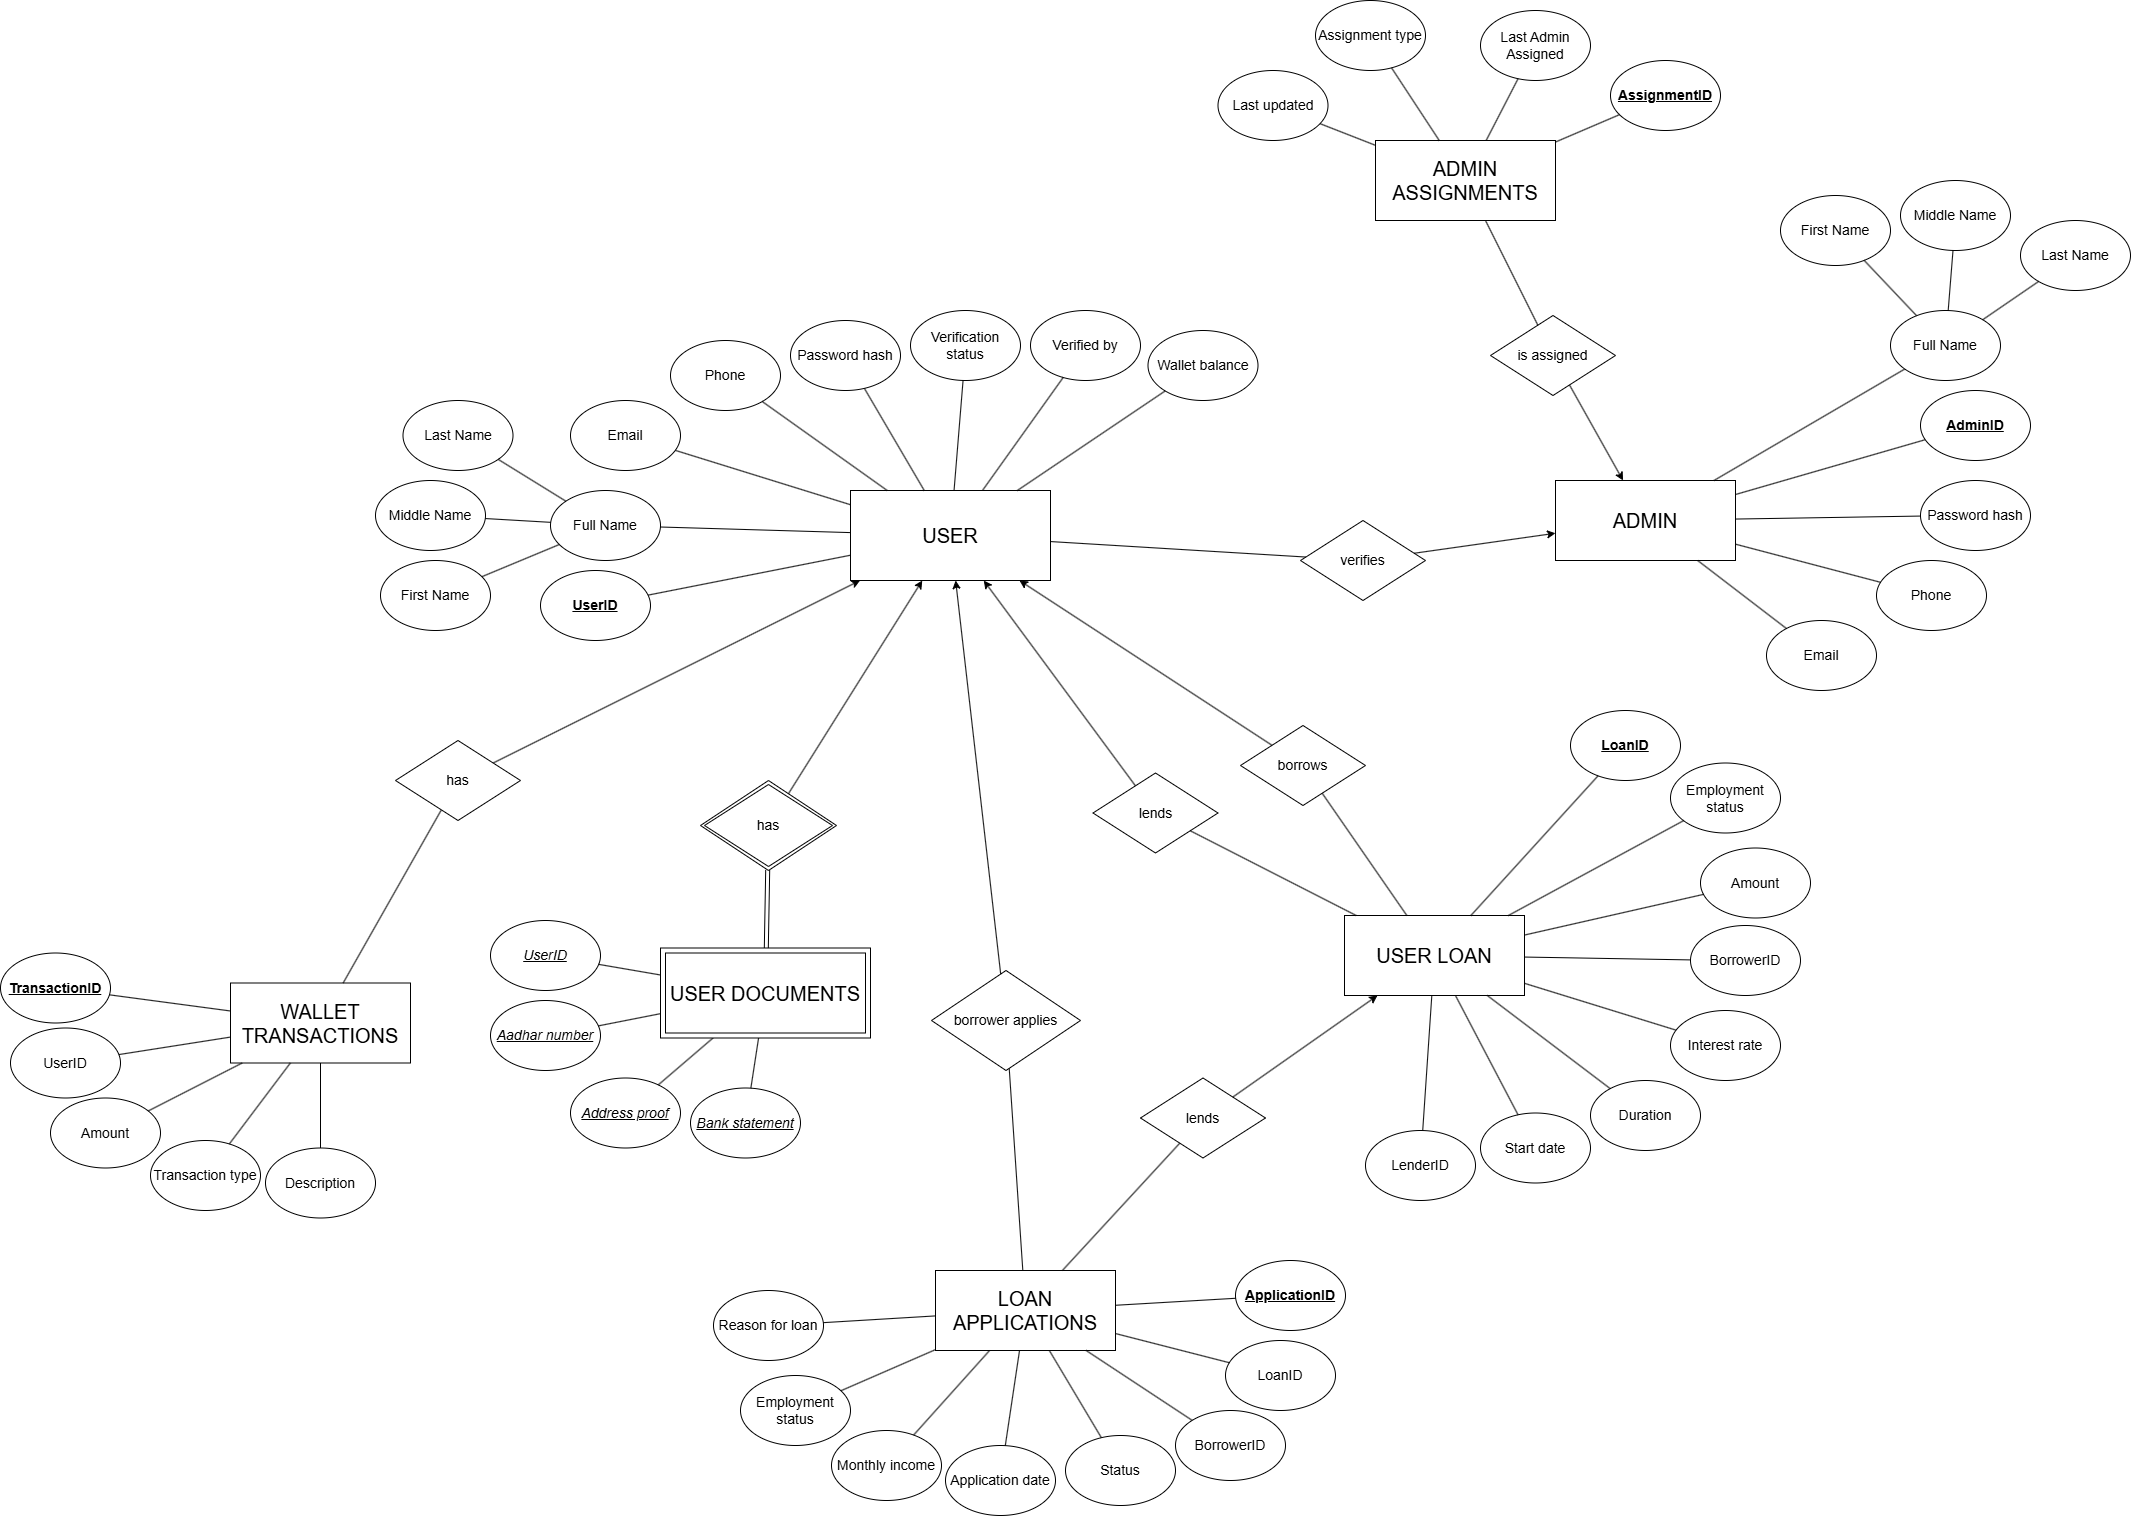 Assignment type
Last Admin
Assigned
Last updated
AssignmentID
ADMIN
ASSIGNMENTS
First Name
Middle Name
Last Name
Full Name
is assigned
AdminID
ADMIN
Password hash
Phone
Email
Verification
status
Verified by
Wallet balance
Password hash
Phone
Email
Last Name
Middle Name
Full Name
First Name
UserID
USER
verifies
has
has
lends
borrows
LoanID
Employment
status
Amount
BorrowerID
Interest rate
Duration
Start date
LenderID
USER LOAN
TransactionID
WALLET
TRANSACTIONS
UserID
Amount
Transaction type
Description
UserID
USER DOCUMENTS
Aadhar number
Address proof
Bank statement
borrower applies
lends
LOAN
APPLICATIONS
ApplicationID
Reason for loan
LoanID
Employment
status
BorrowerID
Monthly income
Application date
Status